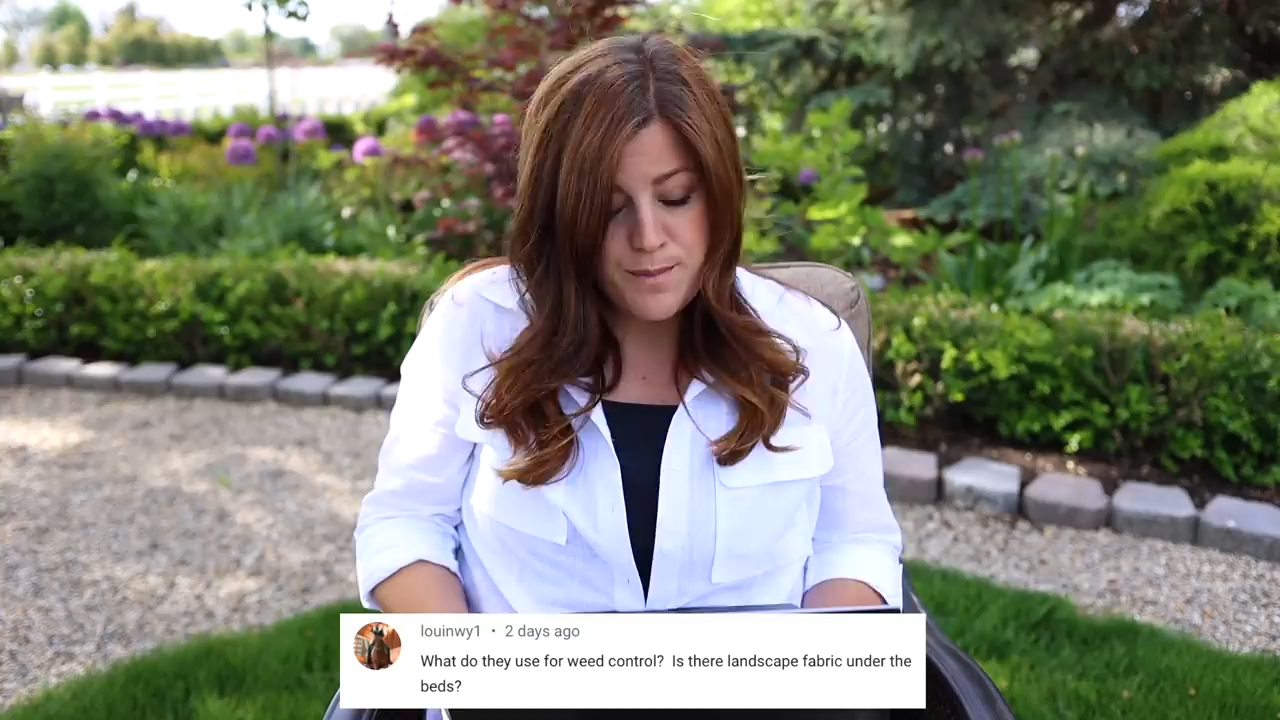 louinwy1 • 2 days ago
What do they use for weed control?  Is there landscape fabric under the
beds?